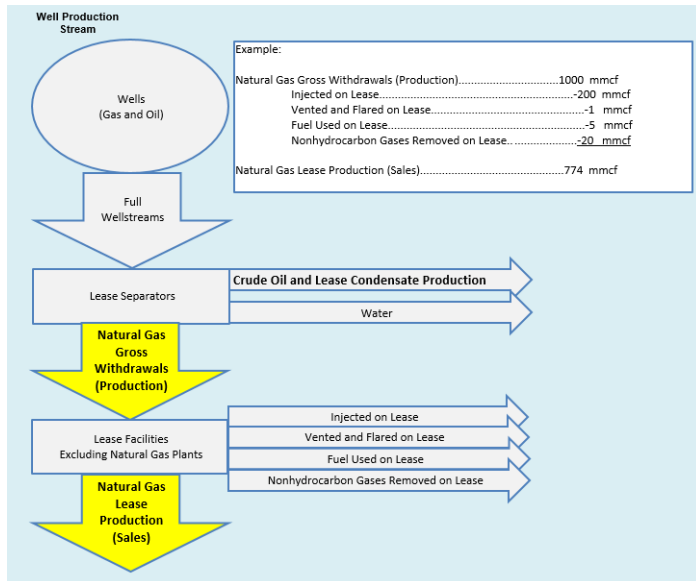 Well Production
Stream
Wells
(Gas and Oil)
Example:
Natural Gas Gross Withdrawals (Production)..............................1000 mmcf
Injected on Lease..........................................................-200 mmcf
Vented and Flared on Lease..............................................-1 mmcf
Fuel Used on Lease..........................................................-5 mmcf
Nonhydrocarbon Gases Removed on Lease.. ...................-20 mmcf
Natural Gas Lease Production (Sales)...........................................774 mmcf
Full
Wellstreams
Lease Separators
Crude Oil and Lease Condensate Production
Water
Natural Gas
Gross
Withdrawals
(Production)
Lease Facilities
Excluding Natural Gas Plants
Injected on Lease
Vented and Flared on Lease
Fuel Used on Lease
Nonhydrocarbon Gases Removed on Lease
Natural Gas
Lease
Production
(Sales)